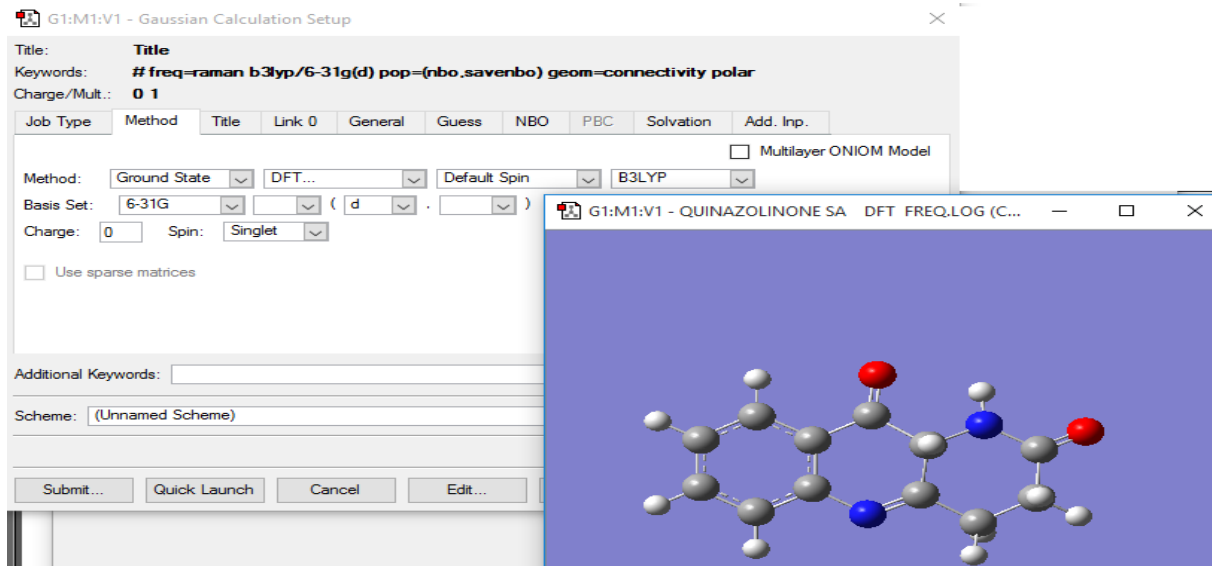 G1:M1:V1 - Gaussian Calculation Setup
Title: Title
Keywords: # freq=raman b3lyp/6-31g(d) pop=(nbo,savenbo) geom=connectivity polar
Charge/Mult.: 0 1
Job Type Method Title Link 0 General Guess NBO PBC Solvation Add. Inp.
Multilayer ONIOM Model
Method: Ground State DFT... Default Spin B3LYP
Basis Set: 6-31G ( d , )
Charge: 0 Spin: Singlet
Use sparse matrices
Additional Keywords:
Scheme: (Unnamed Scheme)
Submit... Quick Launch Cancel Edit...
G1:M1:V1 - QUINAZOLINONE SA DFT FREQ.LOG (C...